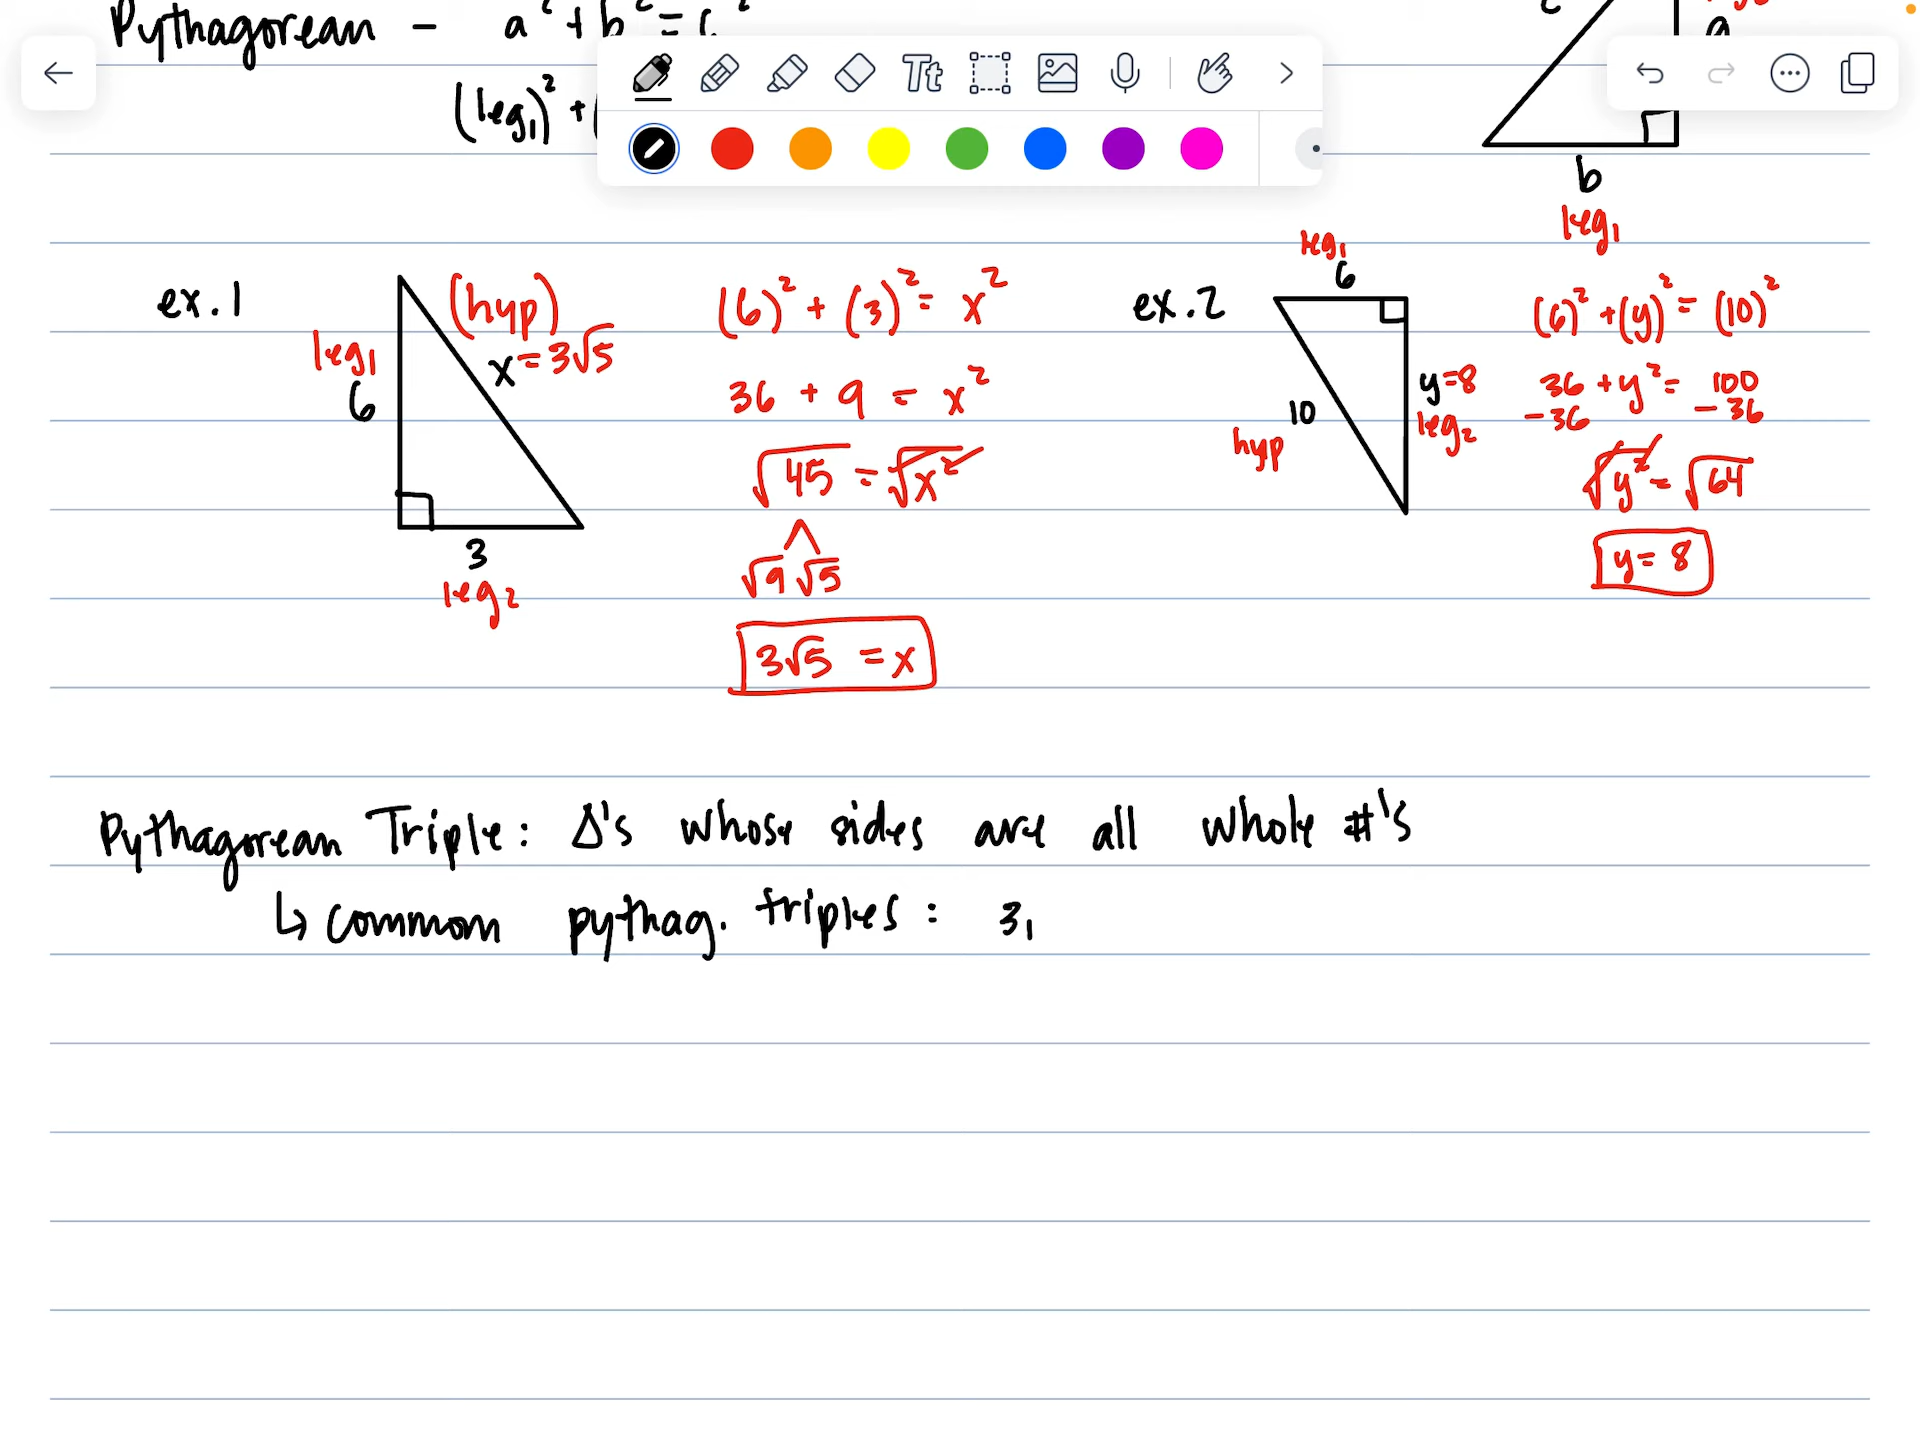 Pythagorean - a² + b² = c²
(leg₁)² + (
a
b
leg₁
ex. 1
(hyp)
x = 3√5
leg₁
6
3
leg₂
(6)² + (3)² = x²
36 + 9 = x²
√45 = √x²
√9 √5
3√5 = x
ex. 2
leg₁
6
10
hyp
y = 8
leg₂
(6)² + (y)² = (10)²
36 + y² = 100
-36 -36
√y² = √64
y = 8
Pythagorean Triple: Δ's whose sides are all whole #'s
↳ common pythag. triples: 3,
Tt